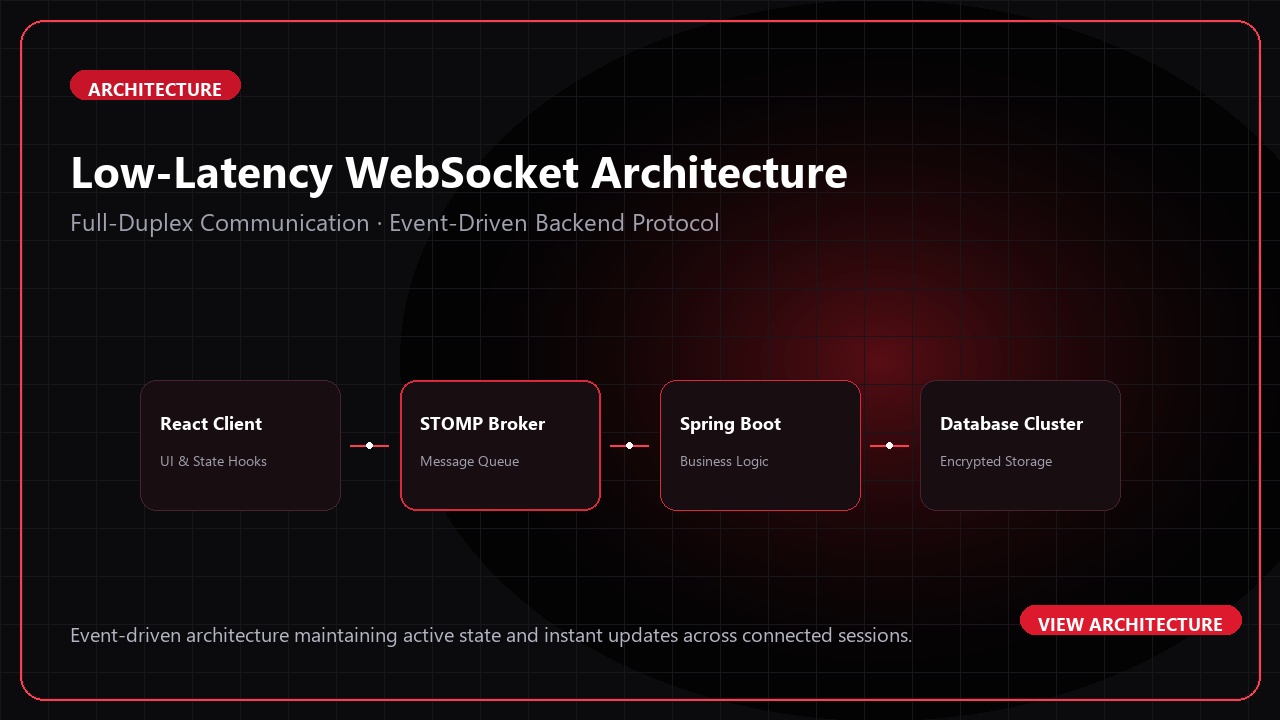 ARCHITECTURE
Low-Latency WebSocket Architecture
Full-Duplex Communication · Event-Driven Backend Protocol
React Client
UI & State Hooks
STOMP Broker
Message Queue
Spring Boot
Business Logic
Database Cluster
Encrypted Storage
Event-driven architecture maintaining active state and instant updates across connected sessions.
VIEW ARCHITECTURE